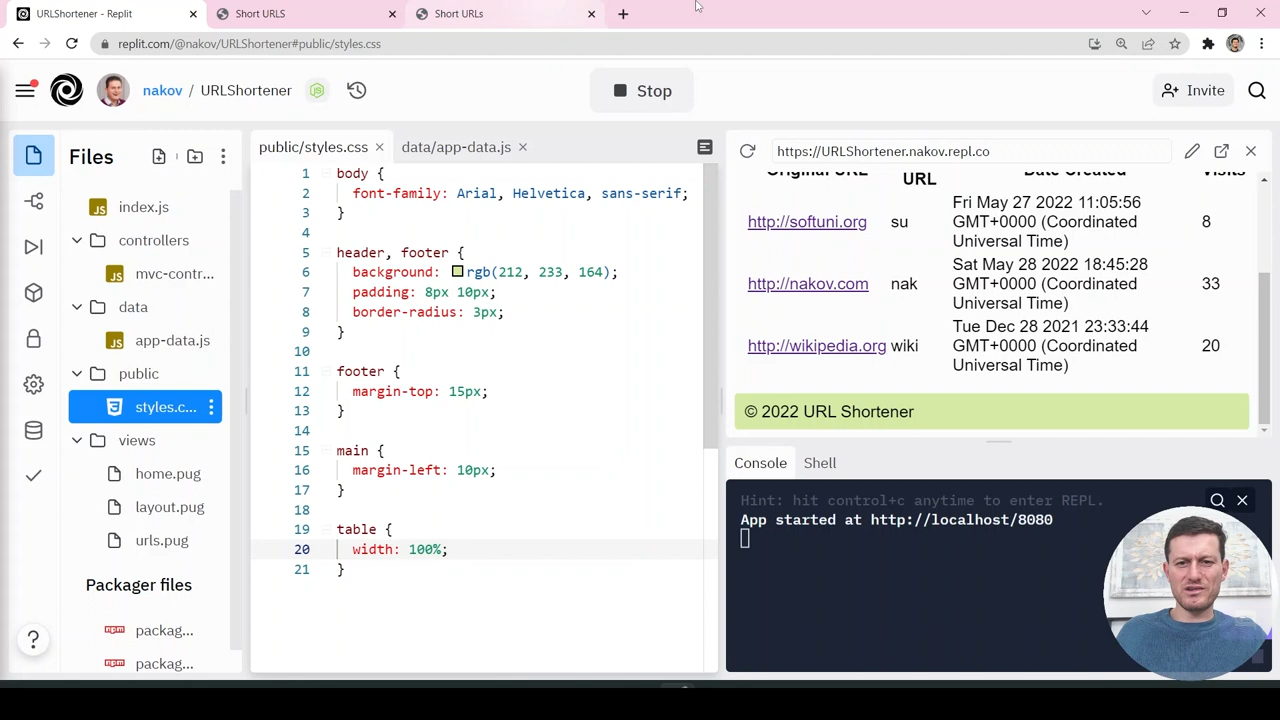 URLShortener - Replit
Short URLS
Short URLs
replit.com/@nakov/URLShortener#public/styles.css
nakov / URLShortener
Stop
Invite
Files
index.js
controllers
mvc-contr...
data
app-data.js
public
styles.c...
views
home.pug
layout.pug
urls.pug
Packager files
packag...
packag...
public/styles.css
data/app-data.js
1 body {
2 font-family: Arial, Helvetica, sans-serif;
3 }
4
5 header, footer {
6 background: rgb(212, 233, 164);
7 padding: 8px 10px;
8 border-radius: 3px;
9 }
10
11 footer {
12 margin-top: 15px;
13 }
14
15 main {
16 margin-left: 10px;
17 }
18
19 table {
20 width: 100%;
21 }
https://URLShortener.nakov.repl.co
Original URL URL Date Created Visits
http://softuni.org su Fri May 27 2022 11:05:56
GMT+0000 (Coordinated
Universal Time) 8
http://nakov.com nak Sat May 28 2022 18:45:28
GMT+0000 (Coordinated
Universal Time) 33
http://wikipedia.org wiki Tue Dec 28 2021 23:33:44
GMT+0000 (Coordinated
Universal Time) 20
© 2022 URL Shortener
Console
Shell
Hint: hit control+c anytime to enter REPL.
App started at http://localhost/8080